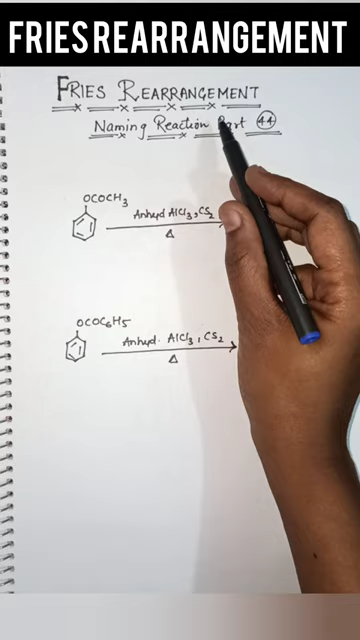 FRIES REARRANGEMENT
FRIES REARRANGEMENT
Naming Reaction Part 44
OCOCH3
Anhyd AlCl3, CS2
Δ
OCOC6H5
Anhyd. AlCl3, CS2
Δ